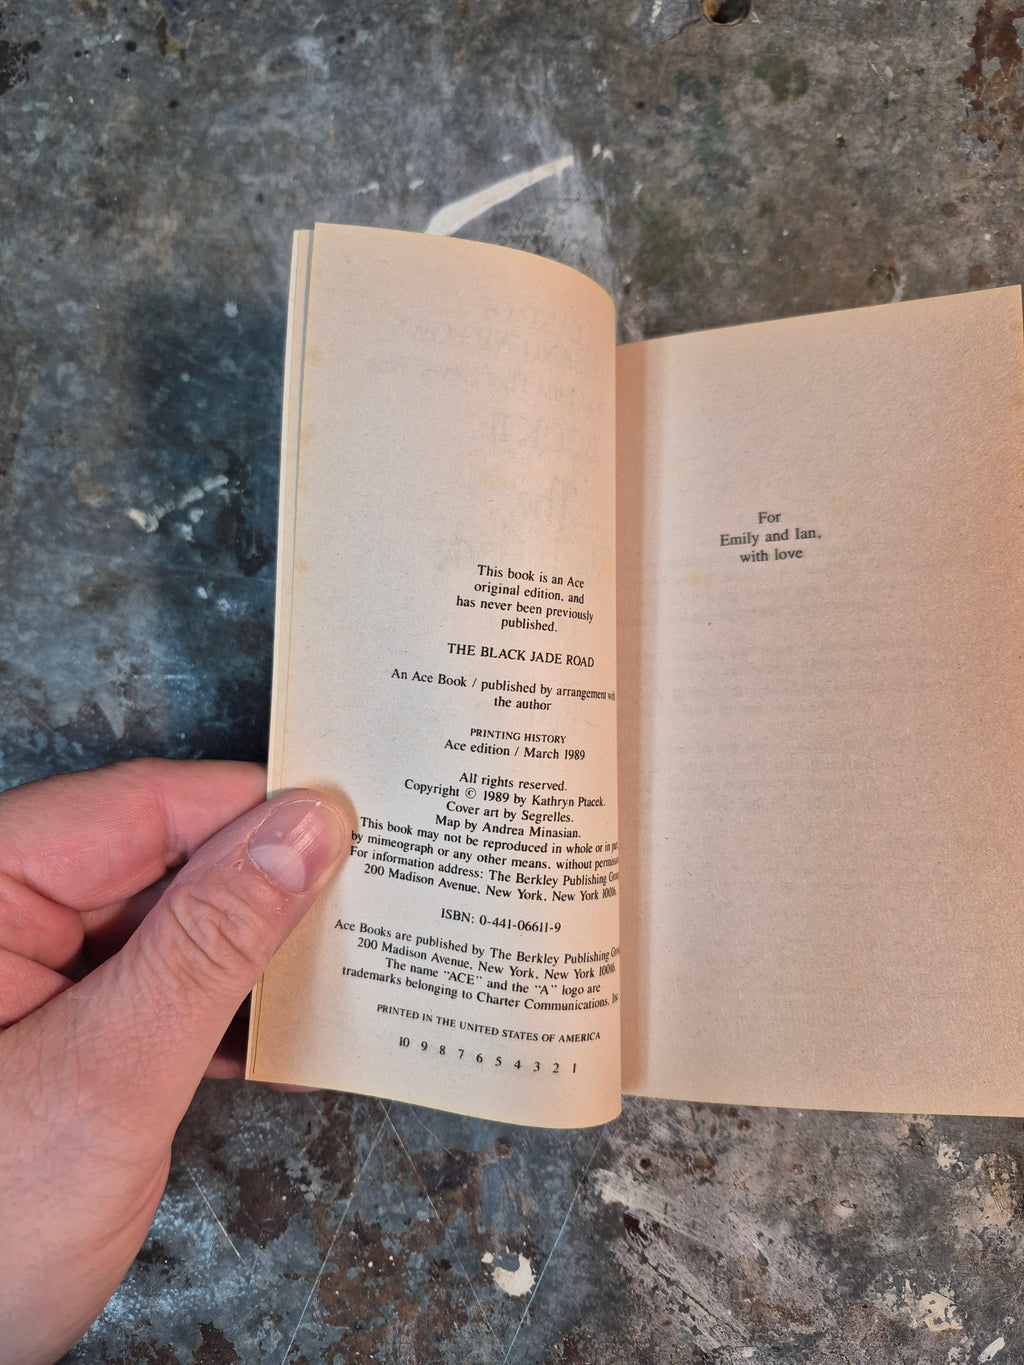 This book is an Ace
original edition, and
has never been previously
published.
THE BLACK JADE ROAD
An Ace Book / published by arrangement with
the author
PRINTING HISTORY
Ace edition / March 1989
All rights reserved.
Copyright © 1989 by Kathryn Ptacek.
Cover art by Segrelles.
Map by Andrea Minasian.
This book may not be reproduced in whole or in
by mimeograph or any other means, without
For information address: The Berkley Publishing
200 Madison Avenue, New York, New York 10016.
ISBN: 0-441-06611-9
Ace Books are published by The Berkley Publishing
200 Madison Avenue, New York, New York 10016.
The name "ACE" and the "A" logo are
trademarks belonging to Charter Communications, Inc.
PRINTED IN THE UNITED STATES OF AMERICA
10 9 8 7 6 5 4 3 2 1
For
Emily and Ian,
with love